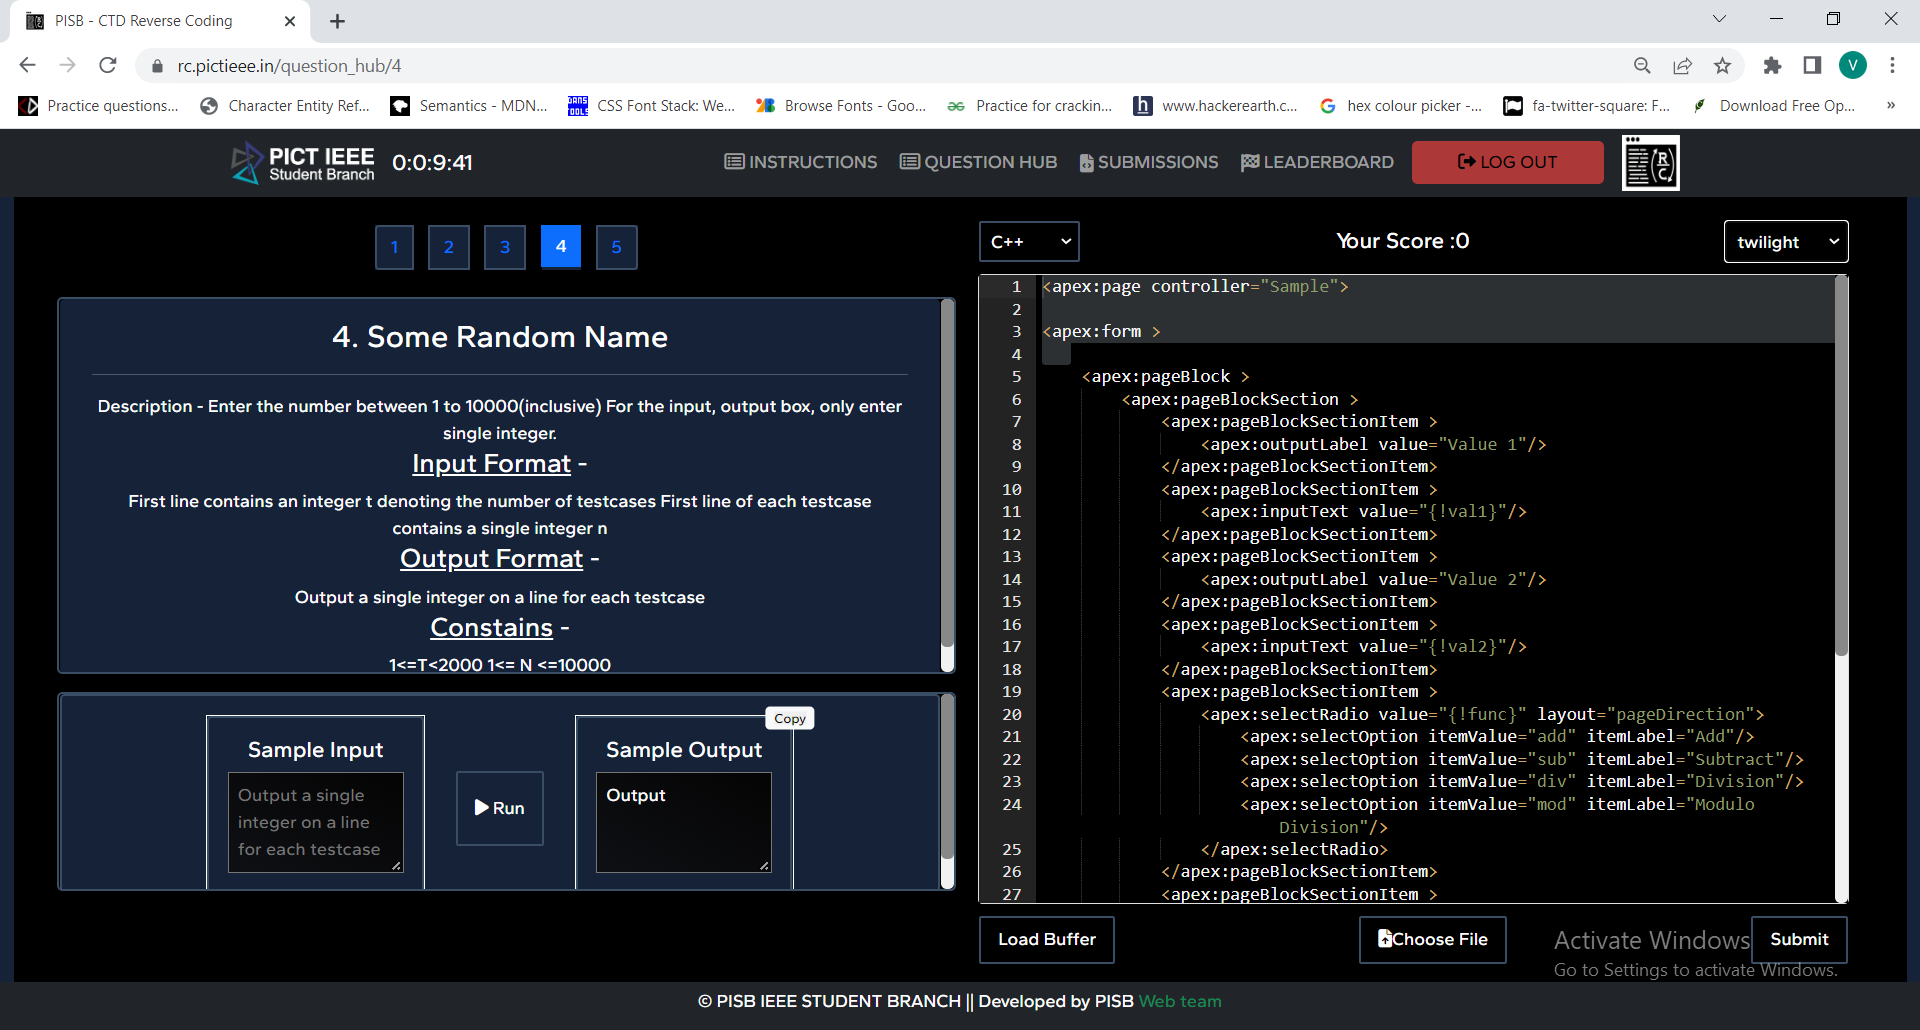 PISB - CTD Reverse Coding
rc.pictieee.in/question_hub/4
V
Practice questions...
Character Entity Ref...
Semantics - MDN...
CSS Font Stack: We...
Browse Fonts - Goo...
Practice for crackin...
www.hackerearth.c...
hex colour picker -...
fa-twitter-square: F...
Download Free Op...
»
PICT IEEE
Student Branch
0:0:9:41
INSTRUCTIONS
QUESTION HUB
SUBMISSIONS
LEADERBOARD
LOG OUT
1
2
3
4
5
4. Some Random Name
Description - Enter the number between 1 to 10000(inclusive) For the input, output box, only enter
single integer.
Input Format -
First line contains an integer t denoting the number of testcases First line of each testcase
contains a single integer n
Output Format -
Output a single integer on a line for each testcase
Constains -
1<=T<2000 1<= N <=10000
Sample Input
Output a single
integer on a line
for each testcase
Run
Copy
Sample Output
Output
C++
Your Score :0
twilight
1 <apex:page controller="Sample">
2
3 <apex:form >
4
5 <apex:pageBlock >
6 <apex:pageBlockSection >
7 <apex:pageBlockSectionItem >
8 <apex:outputLabel value="Value 1"/>
9 </apex:pageBlockSectionItem>
10 <apex:pageBlockSectionItem >
11 <apex:inputText value="{!val1}"/>
12 </apex:pageBlockSectionItem>
13 <apex:pageBlockSectionItem >
14 <apex:outputLabel value="Value 2"/>
15 </apex:pageBlockSectionItem>
16 <apex:pageBlockSectionItem >
17 <apex:inputText value="{!val2}"/>
18 </apex:pageBlockSectionItem>
19 <apex:pageBlockSectionItem >
20 <apex:selectRadio value="{!func}" layout="pageDirection">
21 <apex:selectOption itemValue="add" itemLabel="Add"/>
22 <apex:selectOption itemValue="sub" itemLabel="Subtract"/>
23 <apex:selectOption itemValue="div" itemLabel="Division"/>
24 <apex:selectOption itemValue="mod" itemLabel="Modulo
Division"/>
25 </apex:selectRadio>
26 </apex:pageBlockSectionItem>
27 <apex:pageBlockSectionItem >
Load Buffer
Choose File
Submit
Activate Windows
Go to Settings to activate Windows.
© PISB IEEE STUDENT BRANCH || Developed by PISB Web team